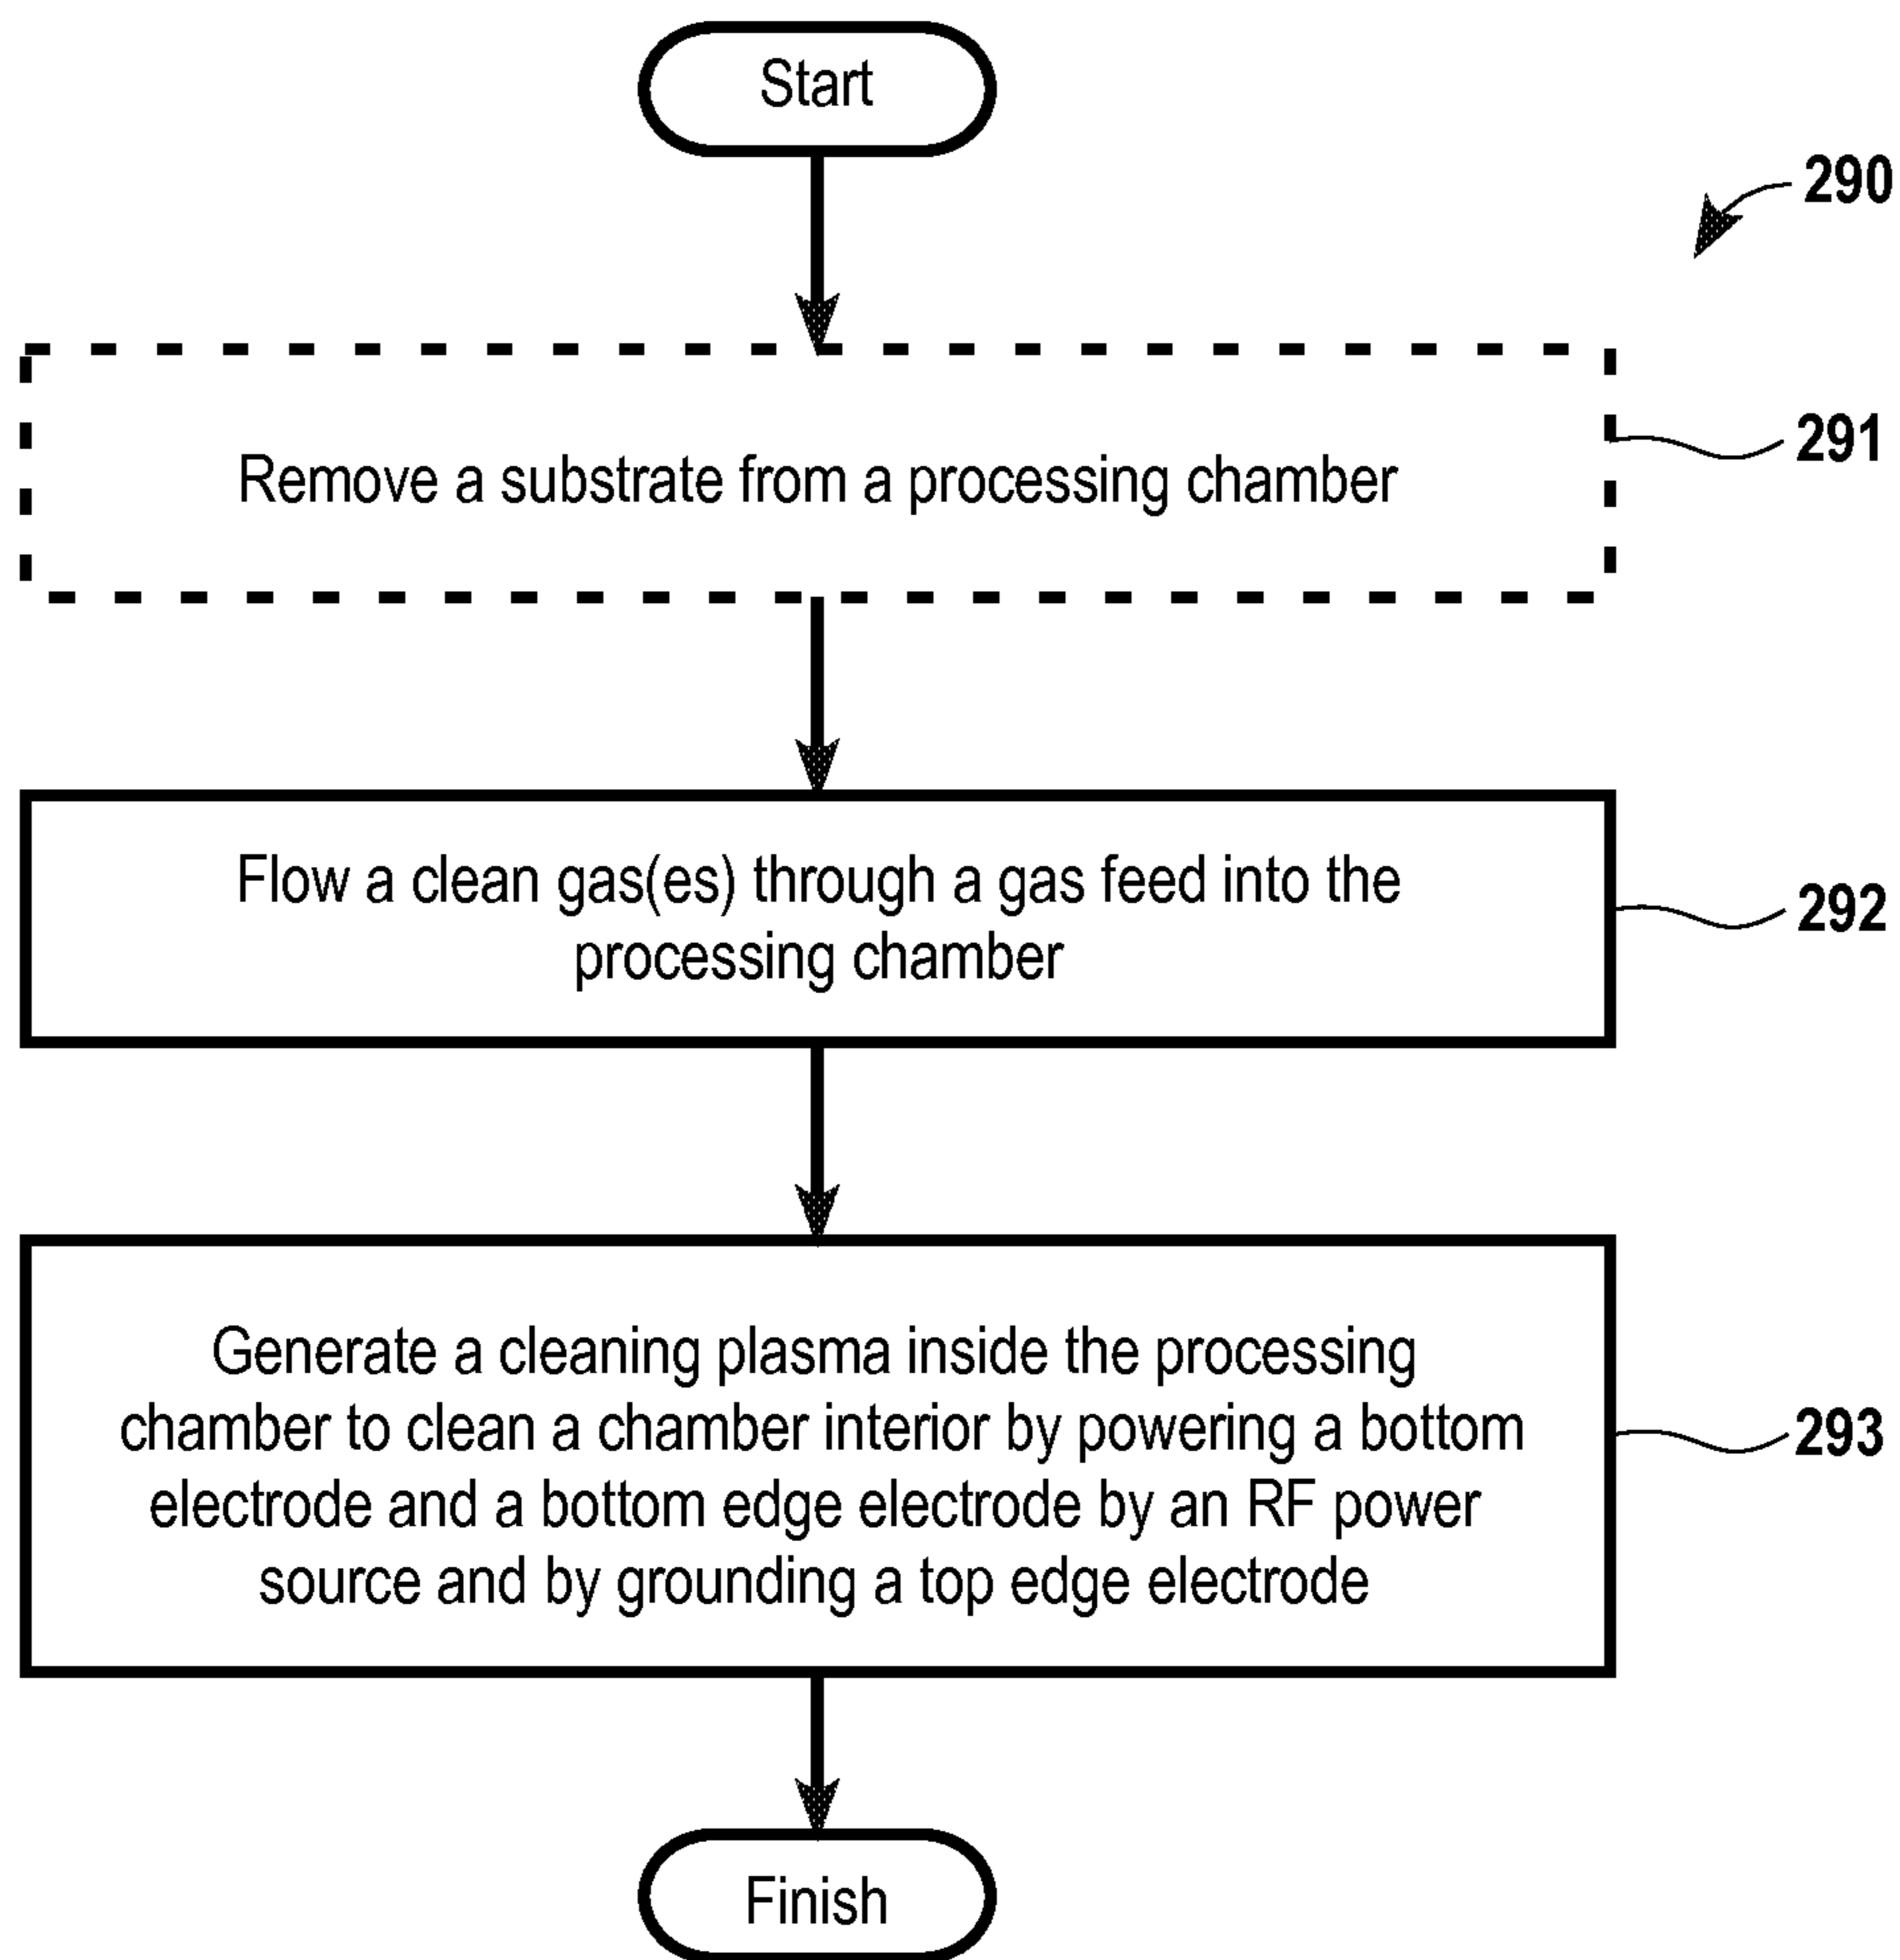 Start
290
Remove a substrate from a processing chamber
291
Flow a clean gas(es) through a gas feed into the
processing chamber
292
Generate a cleaning plasma inside the processing
chamber to clean a chamber interior by powering a bottom
electrode and a bottom edge electrode by an RF power
source and by grounding a top edge electrode
293
Finish